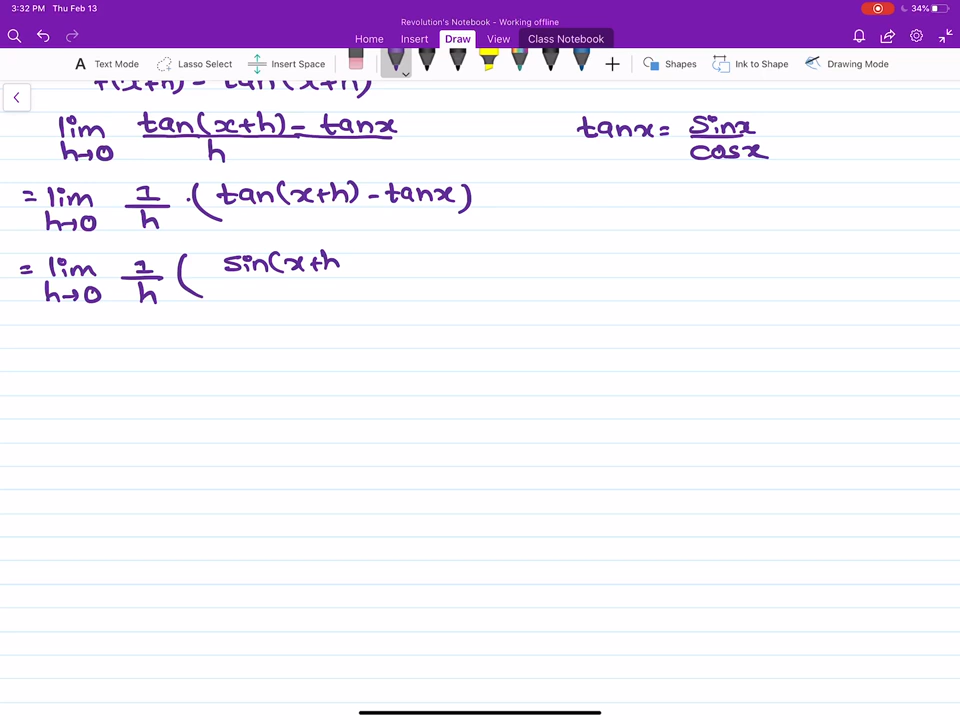 3:32 PM Thu Feb 13
34%
Revolution's Notebook - Working offline
Home Insert Draw View Class Notebook
A Text Mode Lasso Select Insert Space Shapes Ink to Shape Drawing Mode
f(x+h) = tan(x+h)
lim h→0 tan(x+h) - tanx / h
tanx = sinx / cosx
= lim h→0 1/h · (tan(x+h) - tanx)
= lim h→0 1/h ( sin(x+h